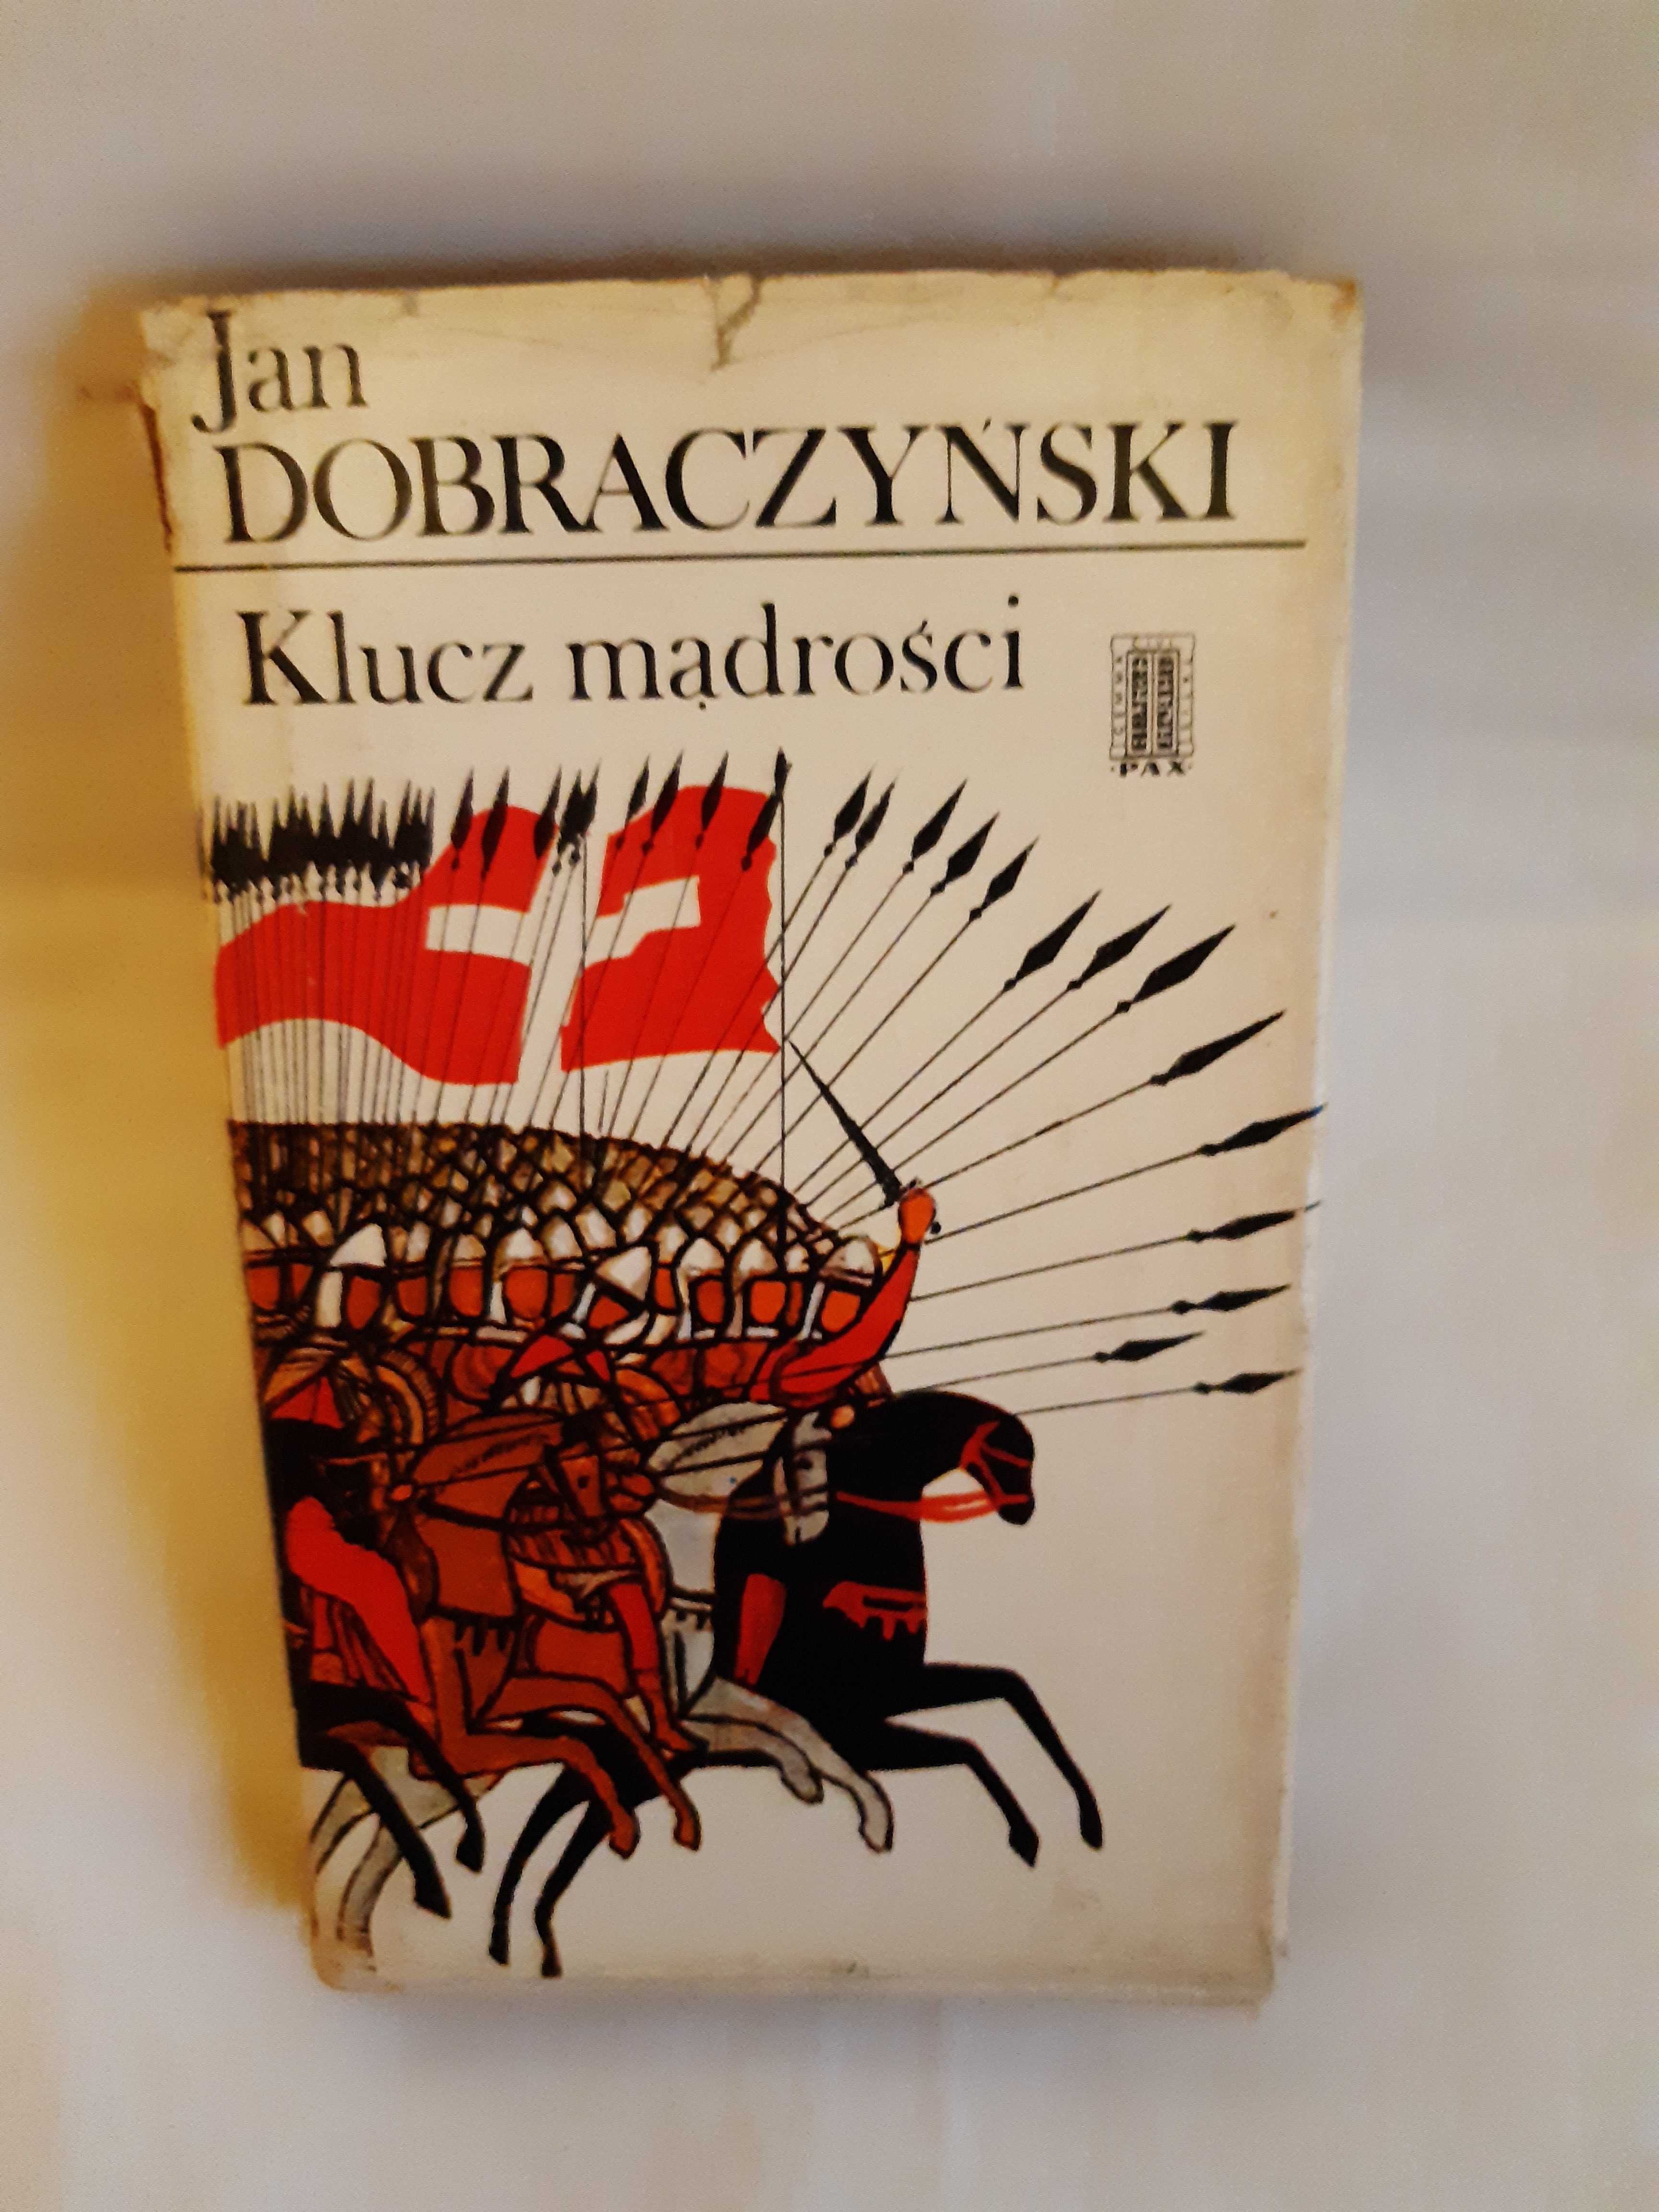 Jan
DOBRACZYŃSKI
Klucz mądrości
·PAX·